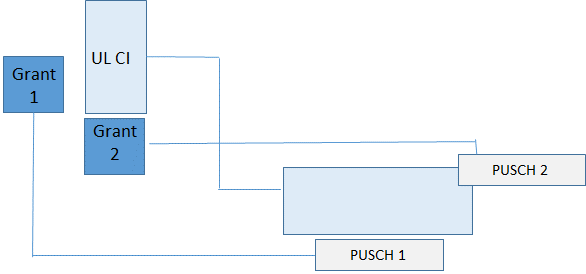 UL CI
Grant
1
Grant
2
PUSCH 2
PUSCH 1